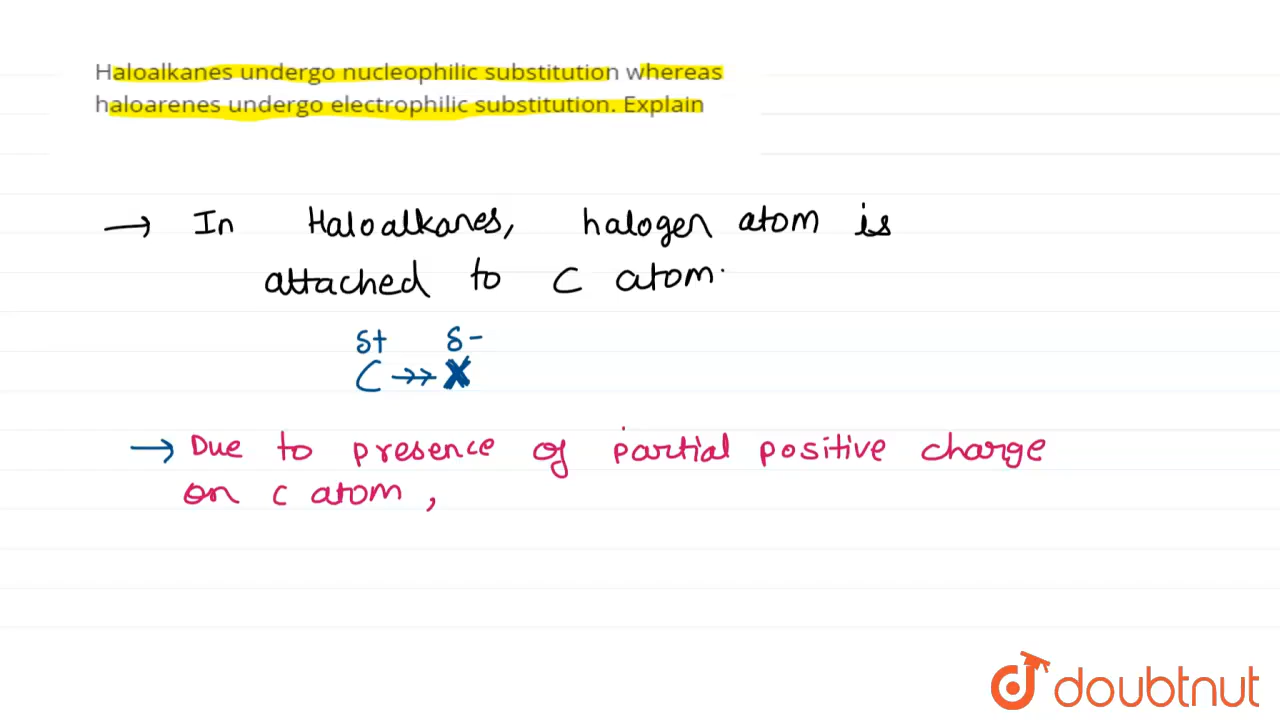 Haloalkanes undergo nucleophilic substitution whereas
haloarenes undergo electrophilic substitution. Explain
→ In Haloalkanes, halogen atom is
attached to C atom.
δ+ δ-
C →→ X
→ Due to presence of partial positive charge
on C atom,
doubtnut